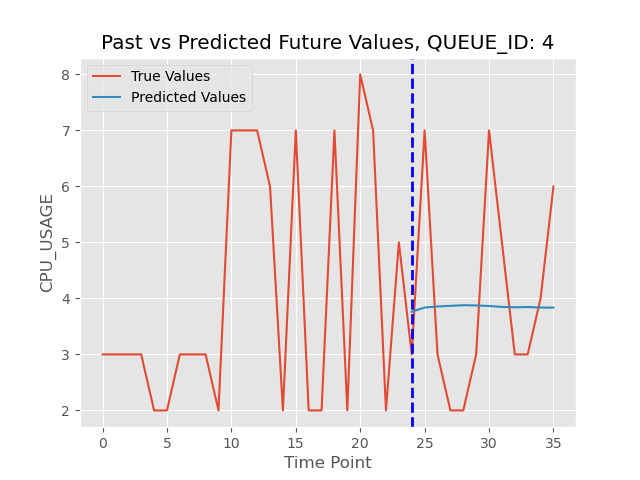 Past vs Predicted Future Values, QUEUE_ID: 4
True Values
Predicted Values
8
7
6
5
4
3
2
CPU_USAGE
0 5 10 15 20 25 30 35
Time Point